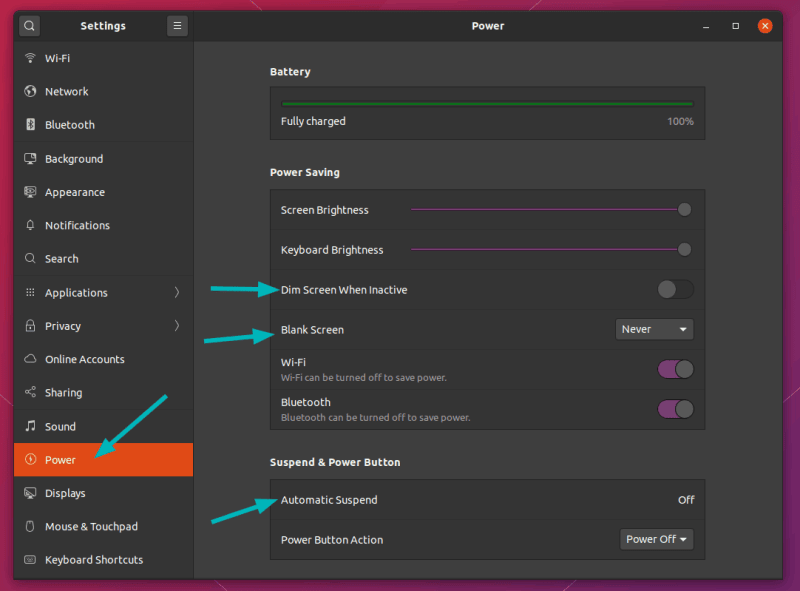 Settings
Power
Wi-Fi
Network
Bluetooth
Background
Appearance
Notifications
Search
Applications
Privacy
Online Accounts
Sharing
Sound
Power
Displays
Mouse & Touchpad
Keyboard Shortcuts
Battery
Fully charged 100%
Power Saving
Screen Brightness
Keyboard Brightness
Dim Screen When Inactive
Blank Screen Never
Wi-Fi
Wi-Fi can be turned off to save power.
Bluetooth
Bluetooth can be turned off to save power.
Suspend & Power Button
Automatic Suspend Off
Power Button Action Power Off